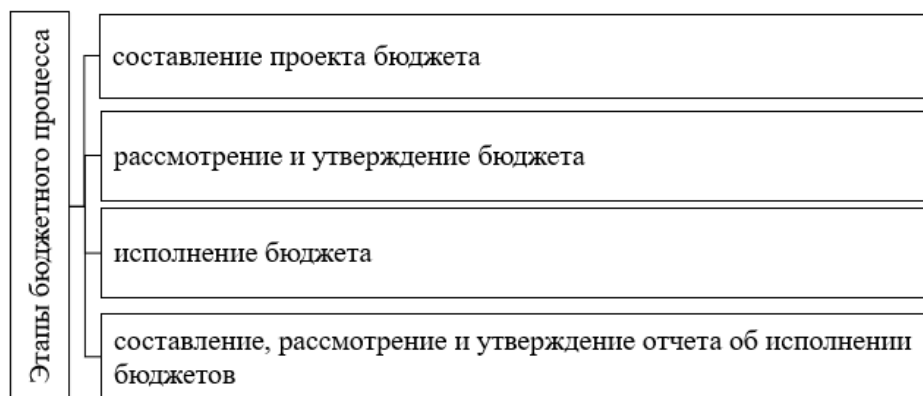 Этапы бюджетного процесса
составление проекта бюджета
рассмотрение и утверждение бюджета
исполнение бюджета
составление, рассмотрение и утверждение отчета об исполнении
бюджетов